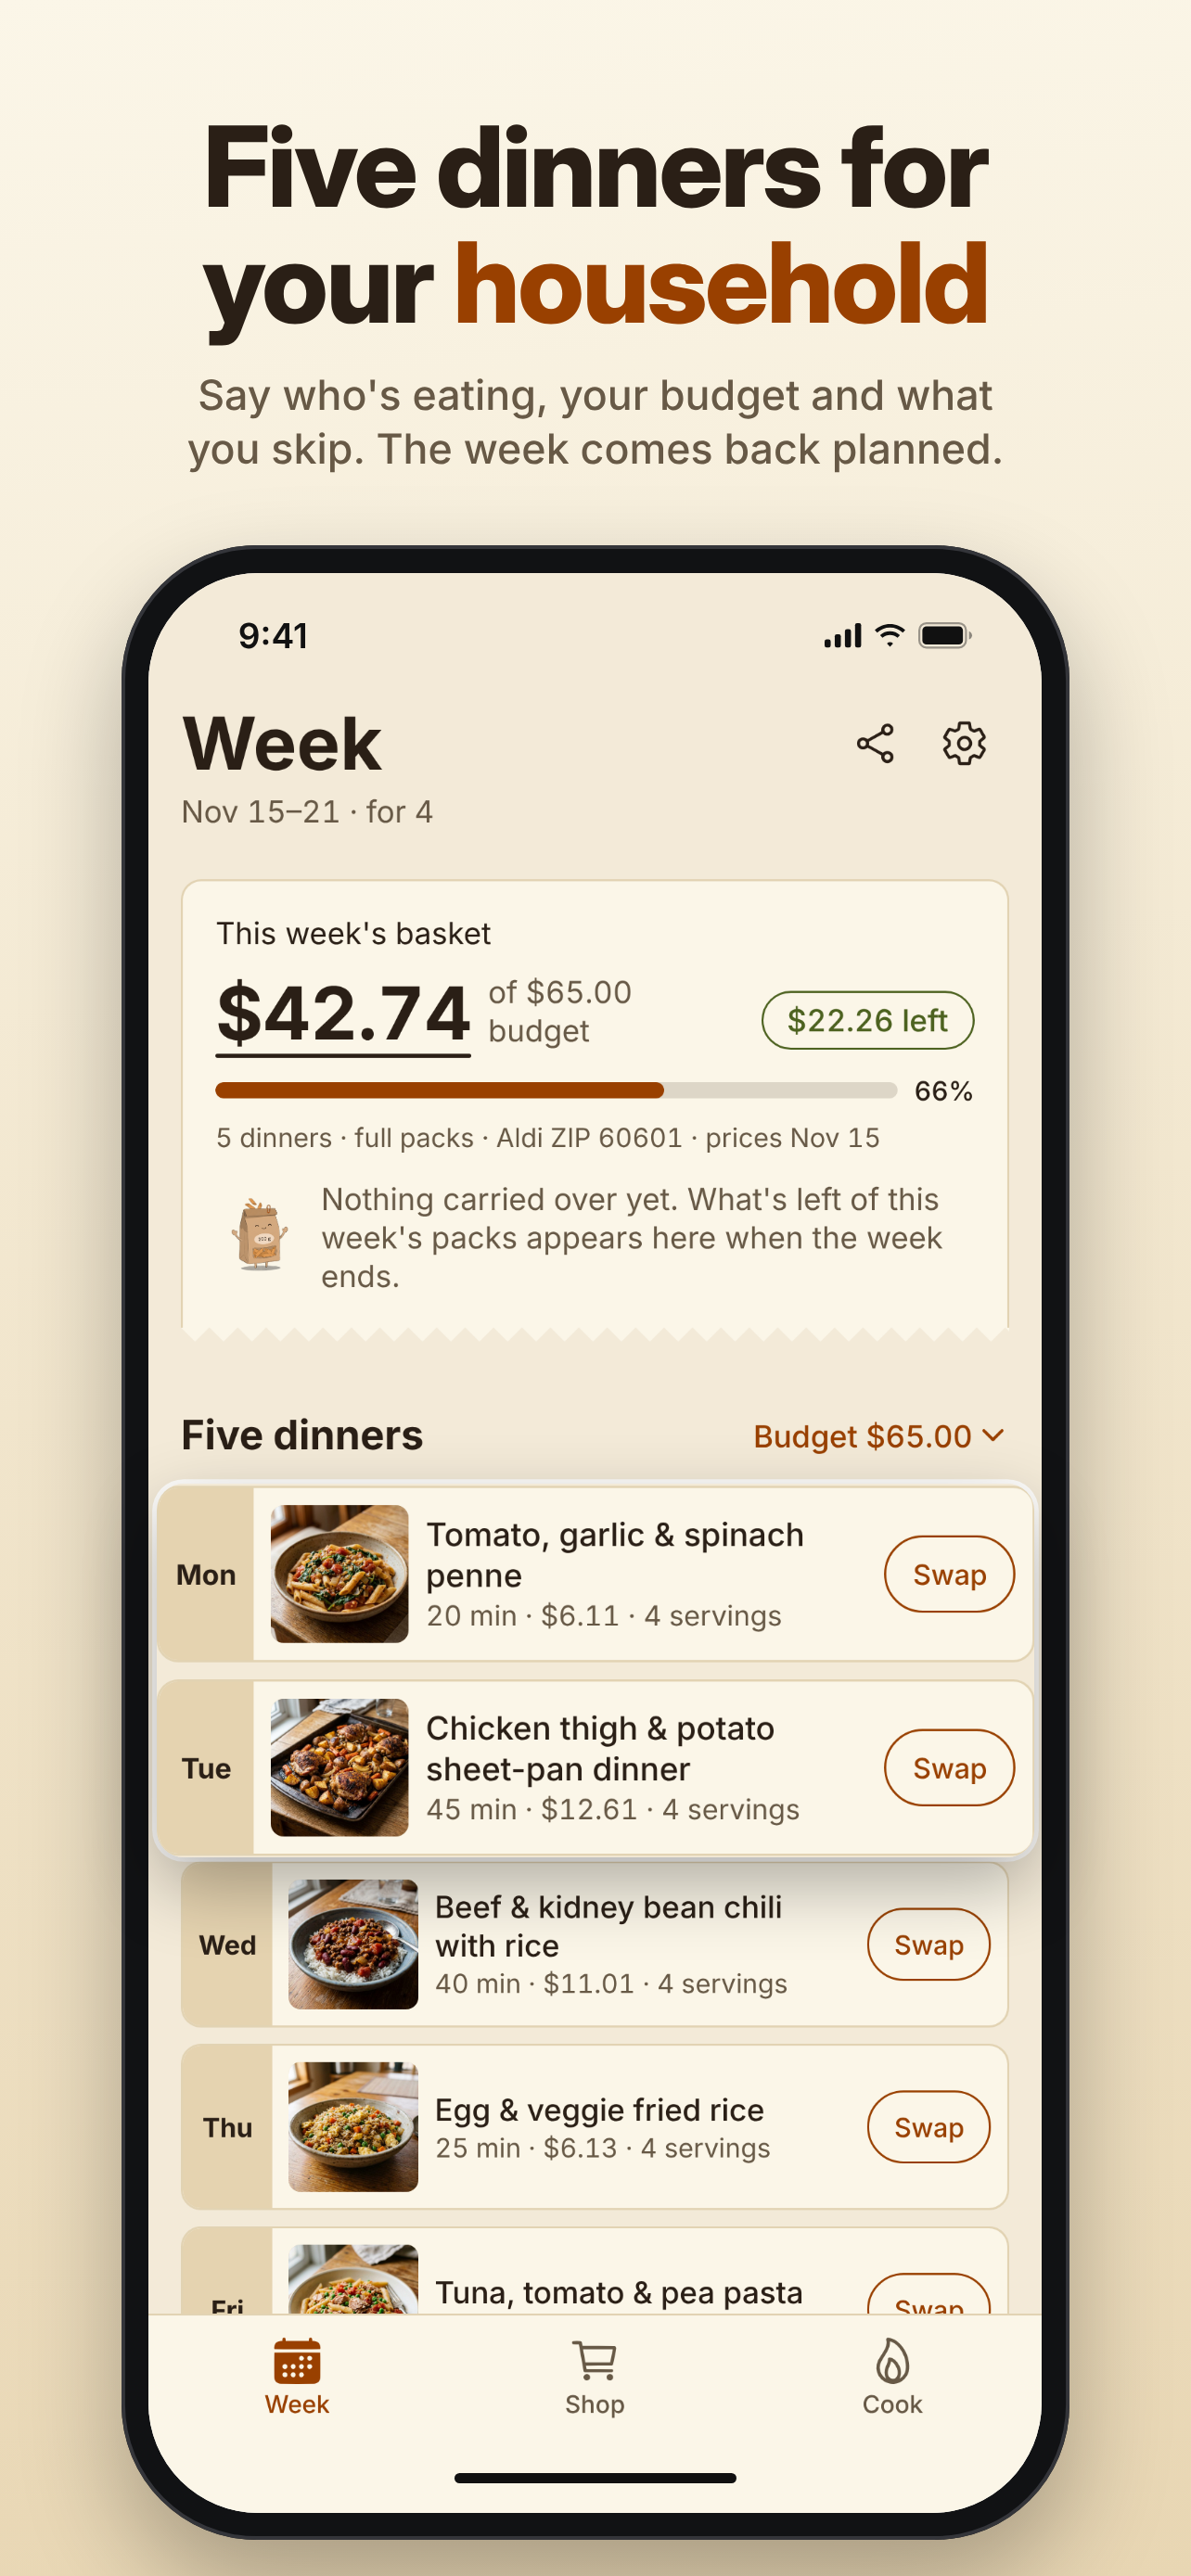 Five dinners for
your household
Say who's eating, your budget and what
you skip. The week comes back planned.
9:41
Week
Nov 15–21 · for 4
This week's basket
$42.74
of $65.00
budget
$22.26 left
66%
5 dinners · full packs · Aldi ZIP 60601 · prices Nov 15
Nothing carried over yet. What's left of this
week's packs appears here when the week
ends.
Five dinners
Budget $65.00
Mon
Tomato, garlic & spinach
penne
20 min · $6.11 · 4 servings
Swap
Tue
Chicken thigh & potato
sheet-pan dinner
45 min · $12.61 · 4 servings
Swap
Wed
Beef & kidney bean chili
with rice
40 min · $11.01 · 4 servings
Swap
Thu
Egg & veggie fried rice
25 min · $6.13 · 4 servings
Swap
Fri
Tuna, tomato & pea pasta
Swap
Week
Shop
Cook